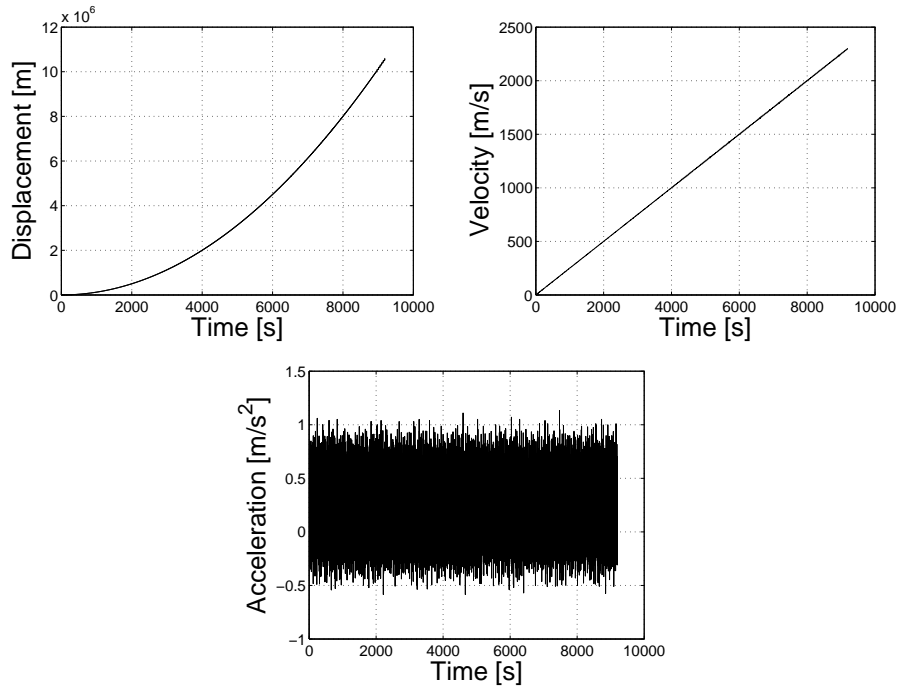 x 10^6
12
10
8
6
4
2
0
0 2000 4000 6000 8000 10000
Displacement [m]
Time [s]
2500
2000
1500
1000
500
0
0 2000 4000 6000 8000 10000
Velocity [m/s]
Time [s]
1.5
1
0.5
0
−0.5
−1
0 2000 4000 6000 8000 10000
Acceleration [m/s^2]
Time [s]